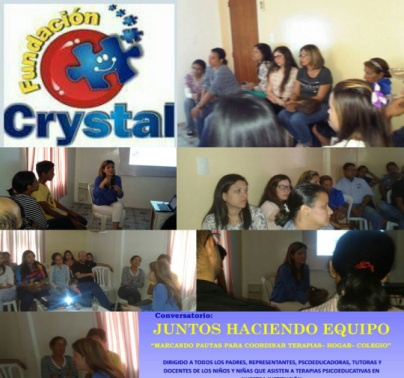 Fundación
Crystal
Conversatorio:
JUNTOS HACIENDO EQUIPO
"MARCANDO PAUTAS PARA COORDINAR TERAPIAS– HOGAR– COLEGIO"
DIRIGIDO A TODOS LOS PADRES, REPRESENTANTES, PSICOEDUCADORAS, TUTORAS Y
DOCENTES DE LOS NIÑOS Y NIÑAS QUE ASISTEN A TERAPIAS PSICOEDUCATIVAS EN